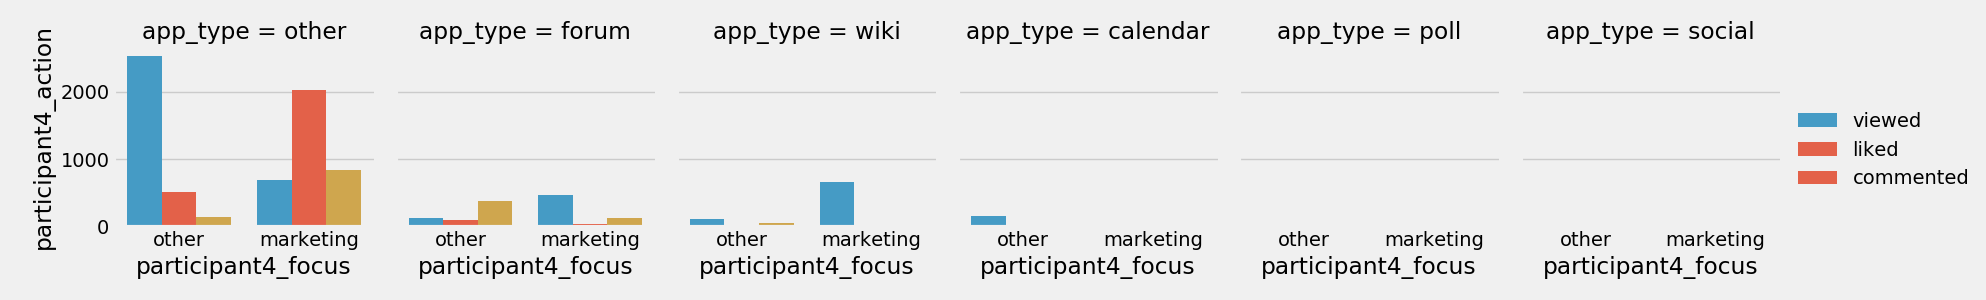 app_type = other
app_type = forum
app_type = wiki
app_type = calendar
app_type = poll
app_type = social
participant4_action
2000
1000
0
other marketing
participant4_focus
other marketing
participant4_focus
other marketing
participant4_focus
other marketing
participant4_focus
other marketing
participant4_focus
other marketing
participant4_focus
viewed
liked
commented